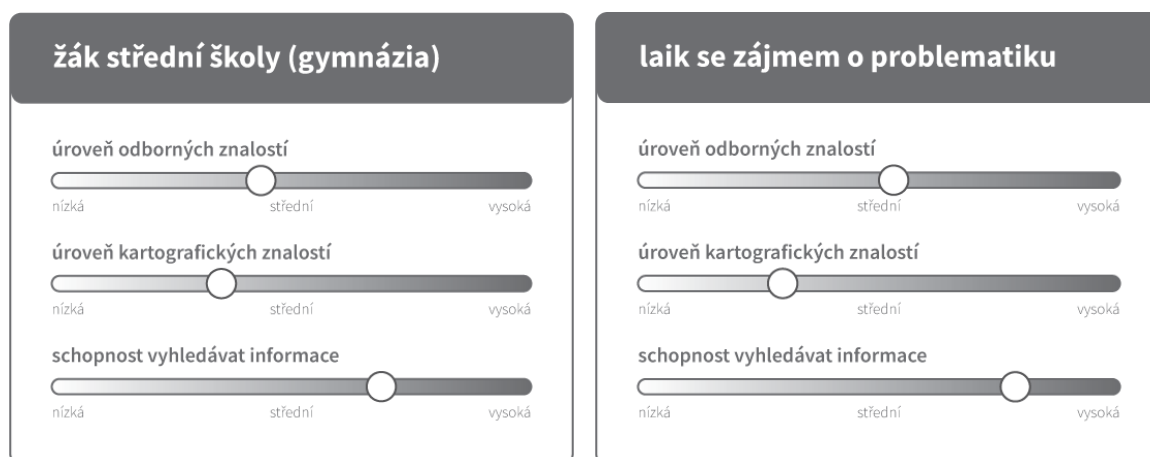 žák střední školy (gymnázia)
úroveň odborných znalostí
nízká střední vysoká
úroveň kartografických znalostí
nízká střední vysoká
schopnost vyhledávat informace
nízká střední vysoká
laik se zájmem o problematiku
úroveň odborných znalostí
nízká střední vysoká
úroveň kartografických znalostí
nízká střední vysoká
schopnost vyhledávat informace
nízká střední vysoká